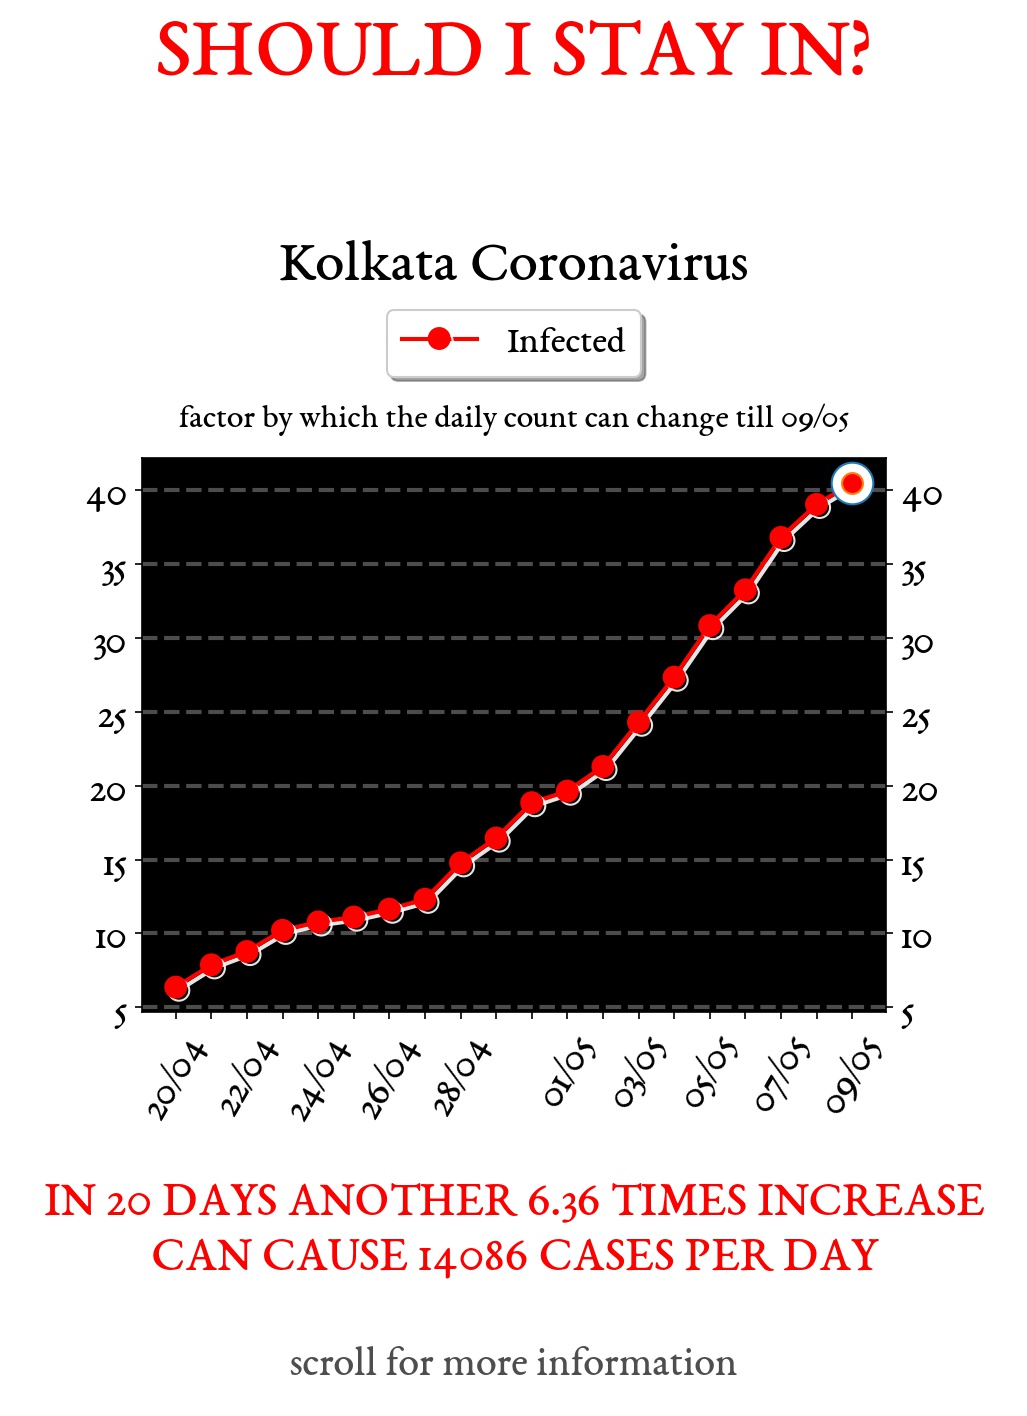 SHOULD I STAY IN?
Kolkata Coronavirus
Infected
factor by which the daily count can change till 09/05
40 40
35 35
30 30
25 25
20 20
15 15
10 10
5 5
20/04 22/04 24/04 26/04 28/04 01/05 03/05 05/05 07/05 09/05
IN 20 DAYS ANOTHER 6.36 TIMES INCREASE
CAN CAUSE 14086 CASES PER DAY
scroll for more information